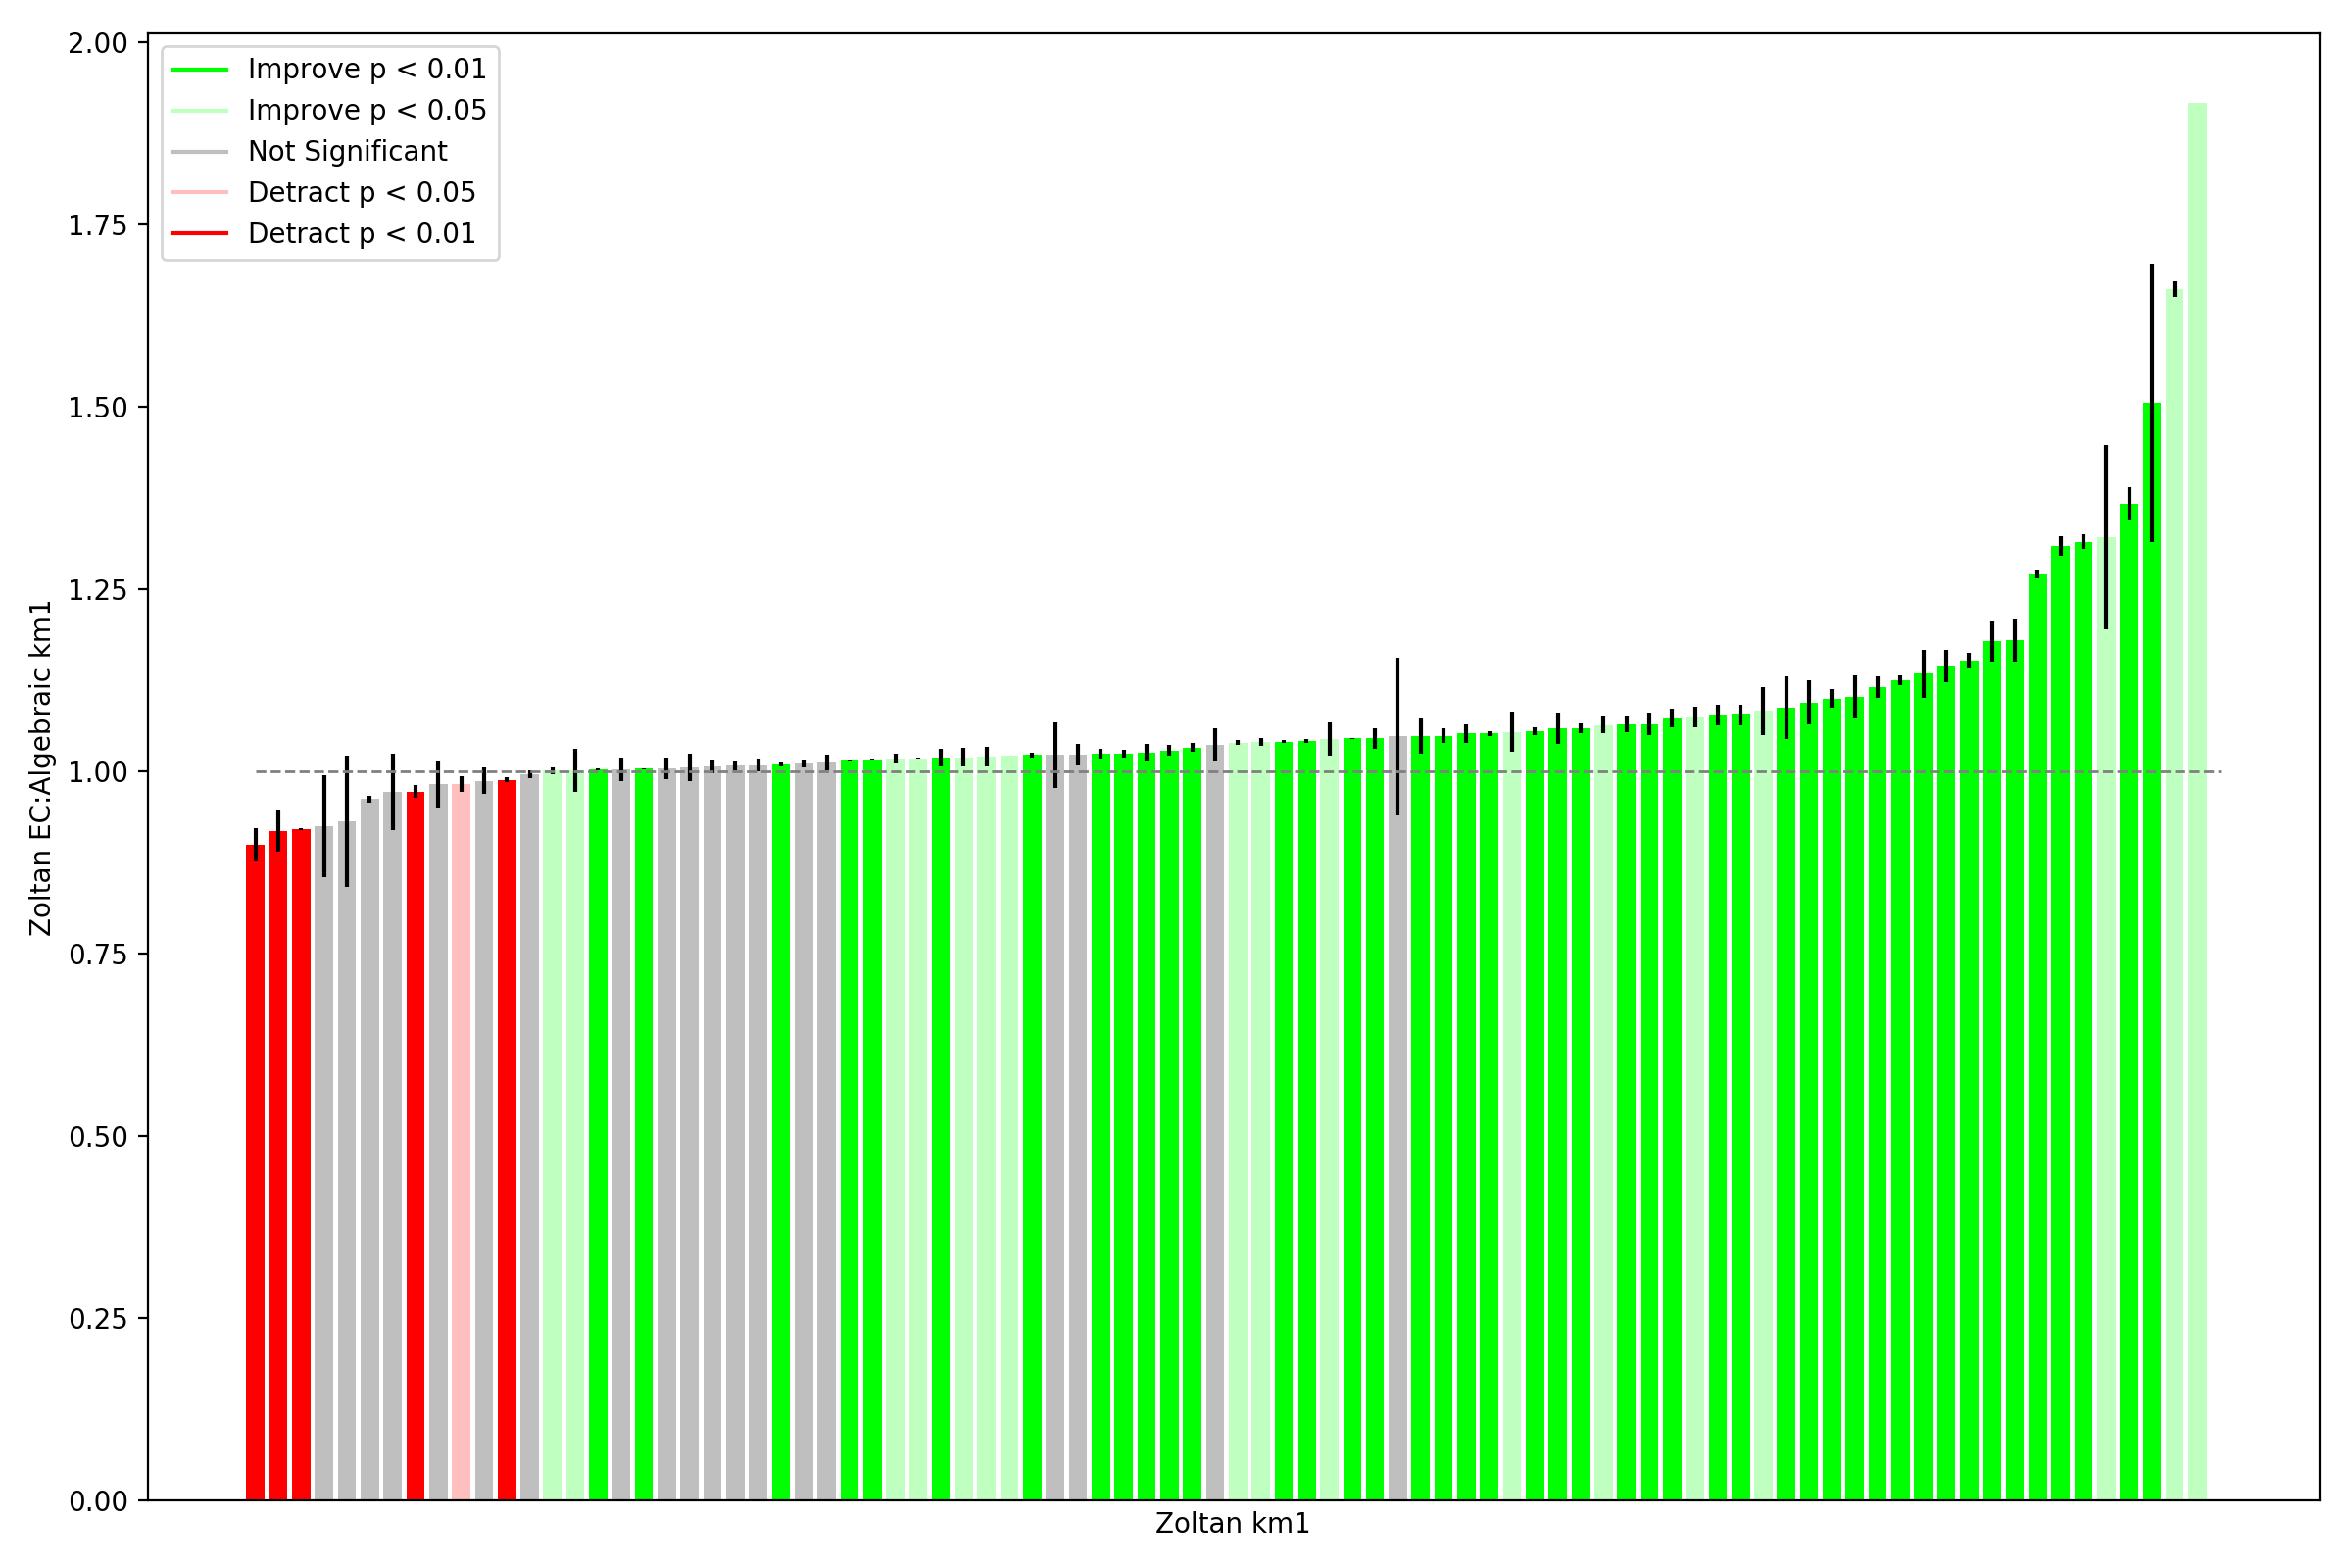 Improve p < 0.01
Improve p < 0.05
Not Significant
Detract p < 0.05
Detract p < 0.01
2.00
1.75
1.50
1.25
1.00
0.75
0.50
0.25
0.00
Zoltan EC:Algebraic km1
Zoltan km1